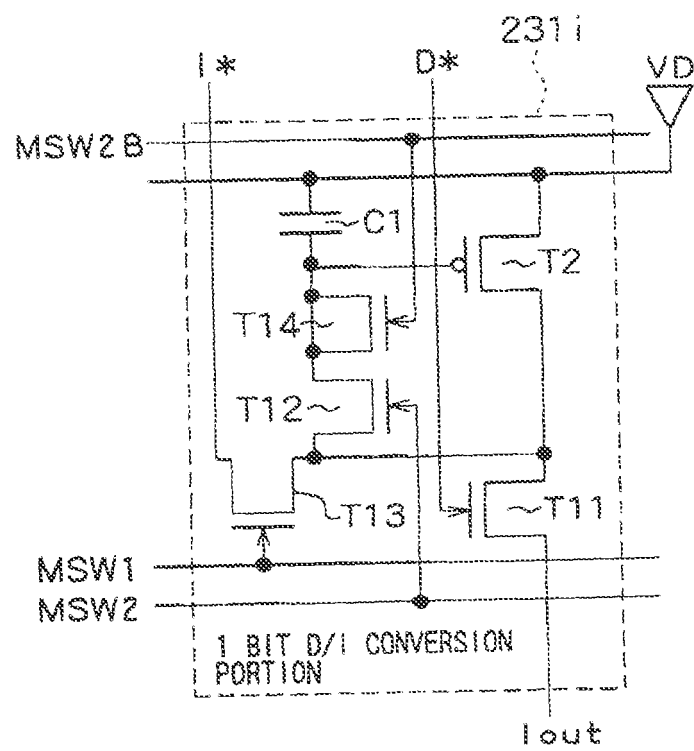 231i
I*
D*
VD
MSW2B
C1
T2
T14
T12
T13
T11
MSW1
MSW2
1 BIT D/I CONVERSION
PORTION
Iout